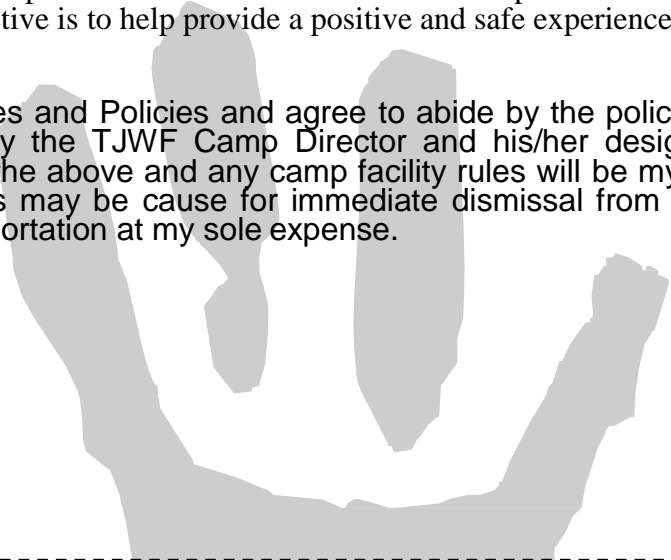 ctive is to help provide a positive and safe experience
es and Policies and agree to abide by the polic
y the TJWF Camp Director and his/her desig
he above and any camp facility rules will be my
s may be cause for immediate dismissal from
ortation at my sole expense.